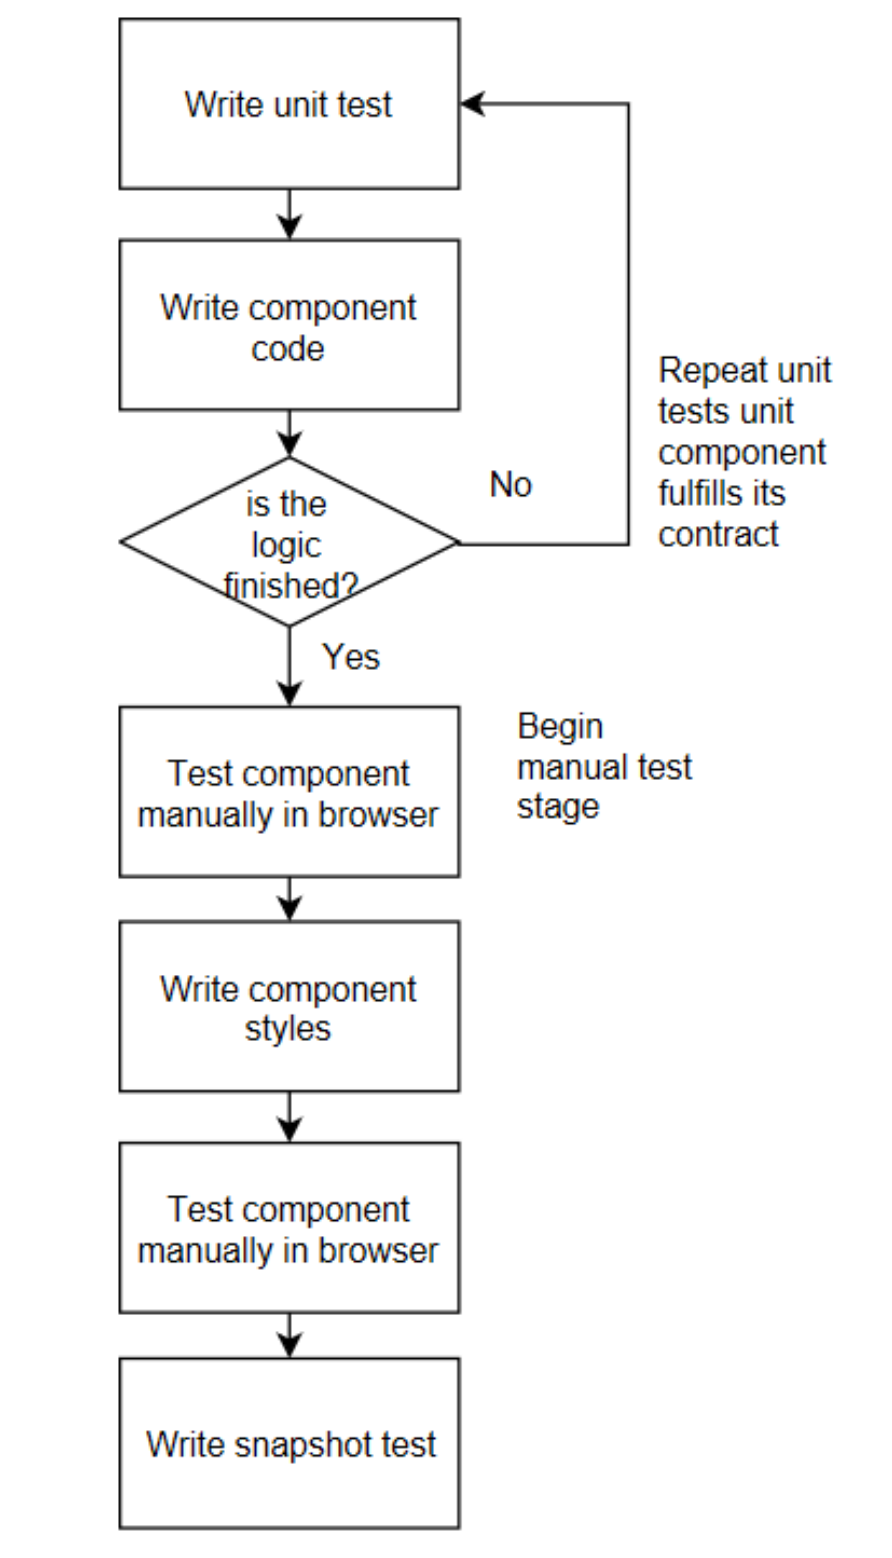 Write unit test
Write component
code
Repeat unit
tests unit
component
fulfills its
contract
No
is the
logic
finished?
Yes
Begin
manual test
stage
Test component
manually in browser
Write component
styles
Test component
manually in browser
Write snapshot test